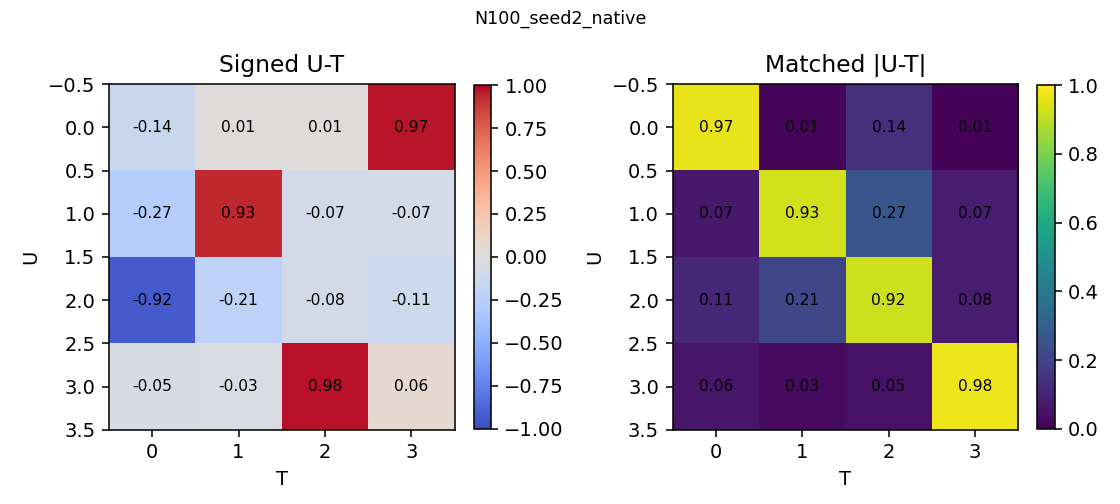 N100_seed2_native
Signed U-T
−0.5
0.0
0.5
1.0
1.5
2.0
2.5
3.0
3.5
U
-0.14 0.01 0.01 0.97
-0.27 0.93 -0.07 -0.07
-0.92 -0.21 -0.08 -0.11
-0.05 -0.03 0.98 0.06
0 1 2 3
T
1.00
0.75
0.50
0.25
0.00
−0.25
−0.50
−0.75
−1.00
Matched |U-T|
−0.5
0.0
0.5
1.0
1.5
2.0
2.5
3.0
3.5
U
0.97 0.01 0.14 0.01
0.07 0.93 0.27 0.07
0.11 0.21 0.92 0.08
0.06 0.03 0.05 0.98
0 1 2 3
T
1.0
0.8
0.6
0.4
0.2
0.0